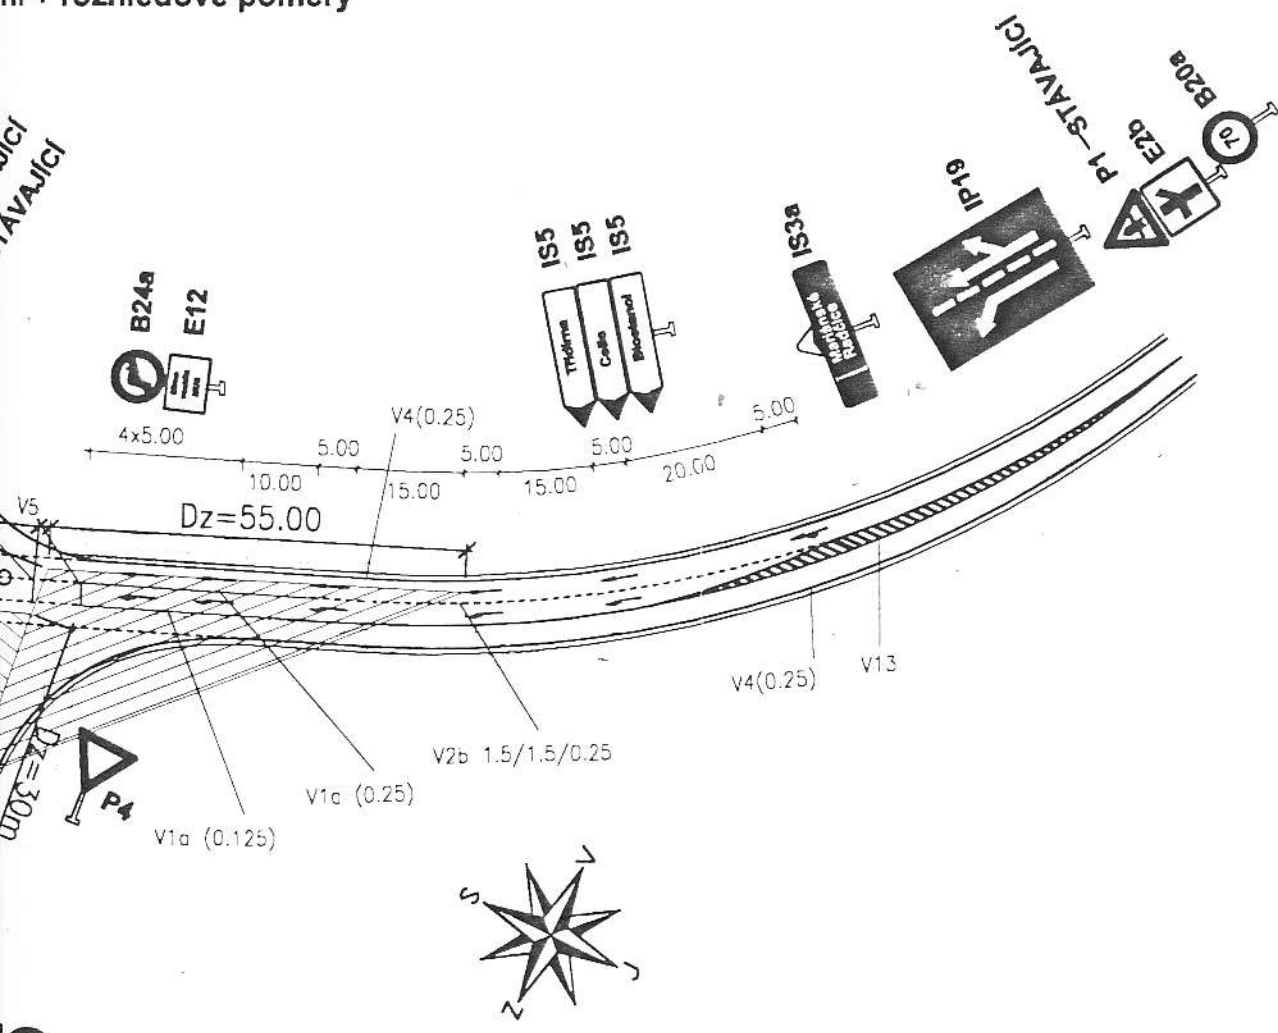 rozhledové poměry
STÁVAJÍCÍ
P1-STÁVAJÍCÍ
E2b
B20a
70
IP19
IS3a
Mariánské
Radčice
IS5
IS5
IS5
Třídírna
Celio
Bioetanol
B24a
E12
4x5.00
10.00
5.00
15.00
5.00
15.00
5.00
20.00
5.00
V4(0.25)
V5
Dz=55.00
V4(0.25)
V13
V2b 1.5/1.5/0.25
V1a (0.25)
V1a (0.125)
Dz=30m
P4
S
V
J
Z